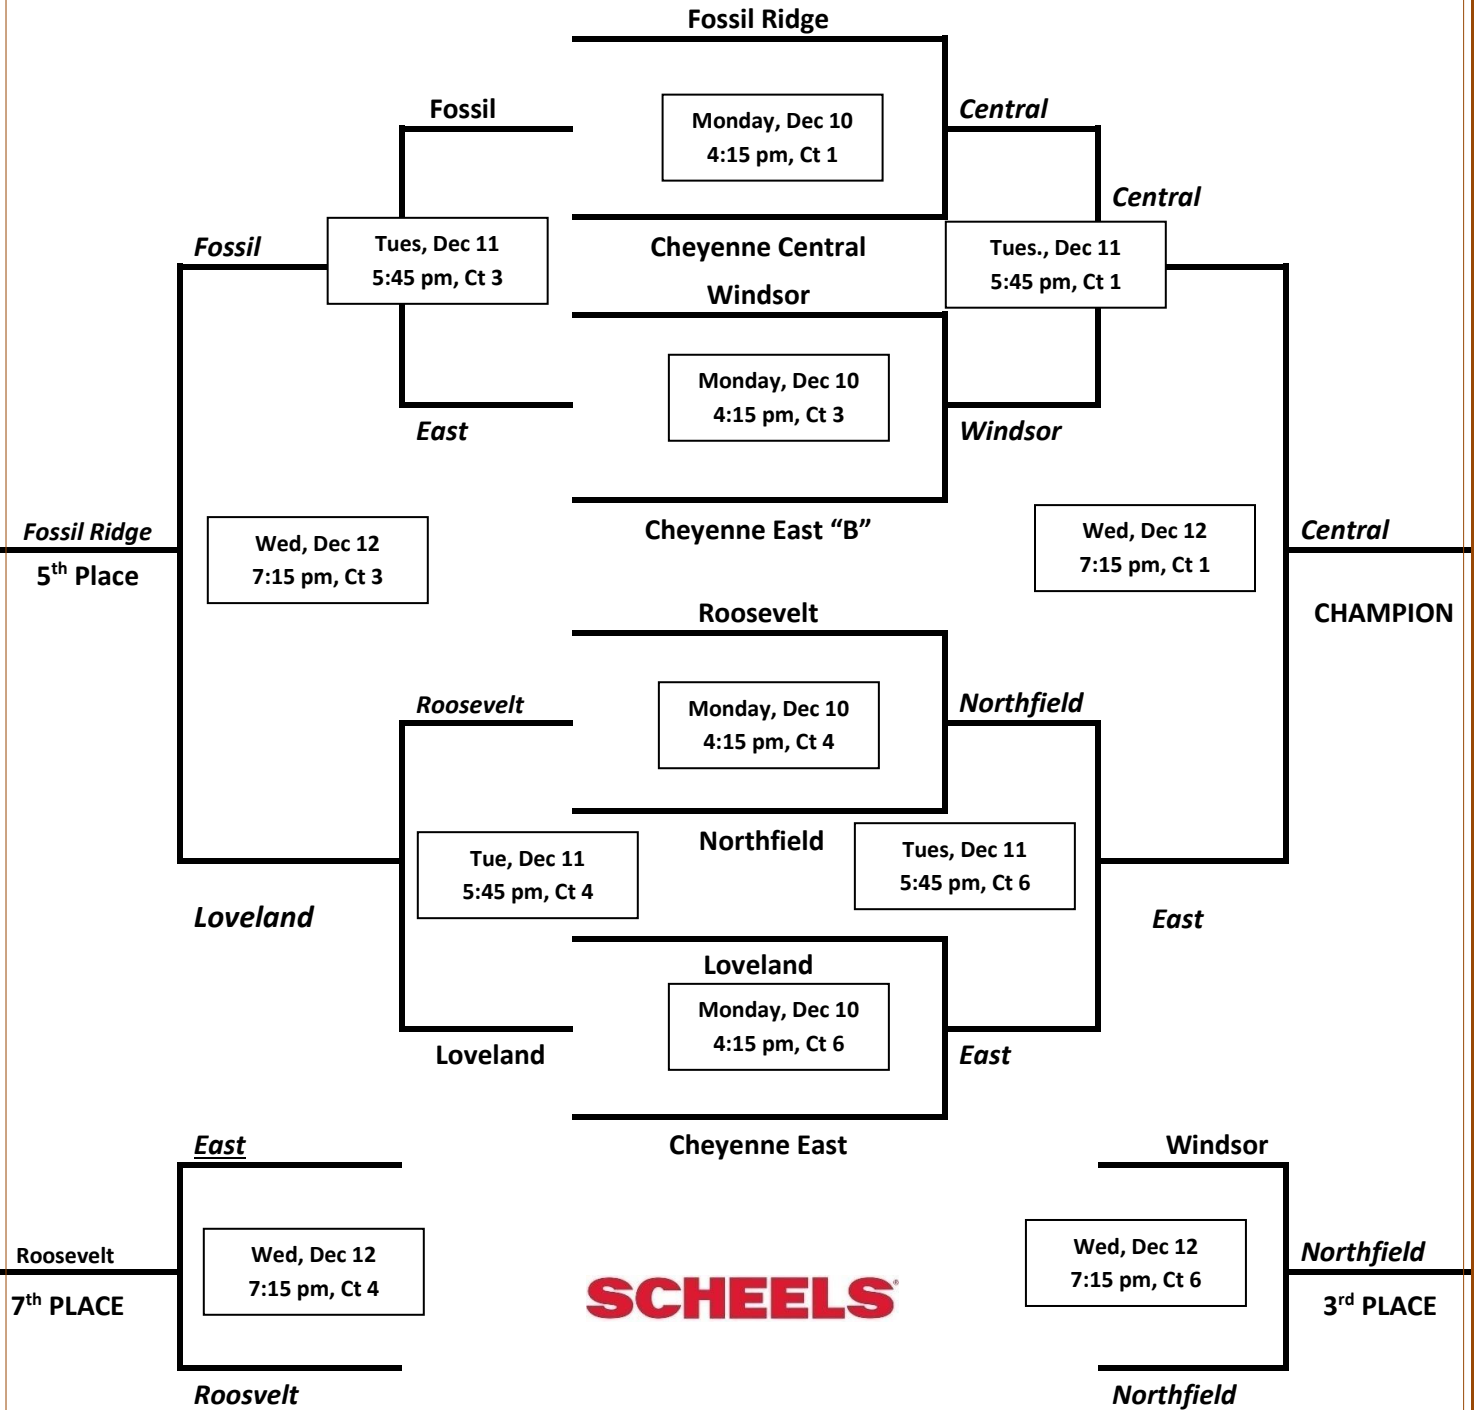 Fossil Ridge
Fossil
Monday, Dec 10
4:15 pm, Ct 1
Central
Central
Fossil
Tues, Dec 11
5:45 pm, Ct 3
Cheyenne Central
Tues., Dec 11
5:45 pm, Ct 1
Windsor
Monday, Dec 10
4:15 pm, Ct 3
East
Windsor
Fossil Ridge
5th Place
Wed, Dec 12
7:15 pm, Ct 3
Cheyenne East “B”
Wed, Dec 12
7:15 pm, Ct 1
Central
CHAMPION
Roosevelt
Roosevelt
Monday, Dec 10
4:15 pm, Ct 4
Northfield
Northfield
Tue, Dec 11
5:45 pm, Ct 4
Tues, Dec 11
5:45 pm, Ct 6
Loveland
East
Loveland
Monday, Dec 10
4:15 pm, Ct 6
Loveland
East
East
Cheyenne East
Windsor
Roosevelt
7th PLACE
Wed, Dec 12
7:15 pm, Ct 4
SCHEELS
Wed, Dec 12
7:15 pm, Ct 6
Northfield
3rd PLACE
Roosvelt
Northfield